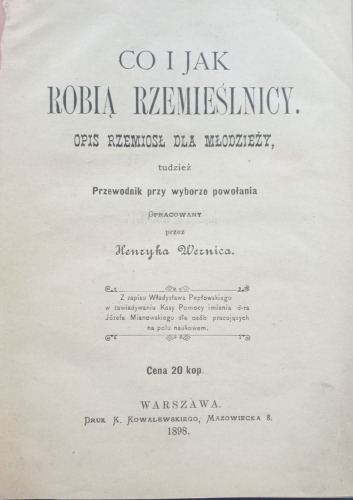 CO I JAK
ROBIĄ RZEMIEŚLNICY.
OPIS RZEMIOSŁ DLA MŁODZIEŻY,
tudzież
Przewodnik przy wyborze powołania
OPRACOWANY
przez
Henryka Wernica.
Z zapisu Władysława Pepłowskiego
w zawiadywaniu Kasy Pomocy imienia d-ra
Józefa Mianowskiego dla osób pracujących
na polu naukowem.
Cena 20 kop.
WARSZAWA.
DRUK K. KOWALEWSKIEGO, MAZOWIECKA 8.
1898.